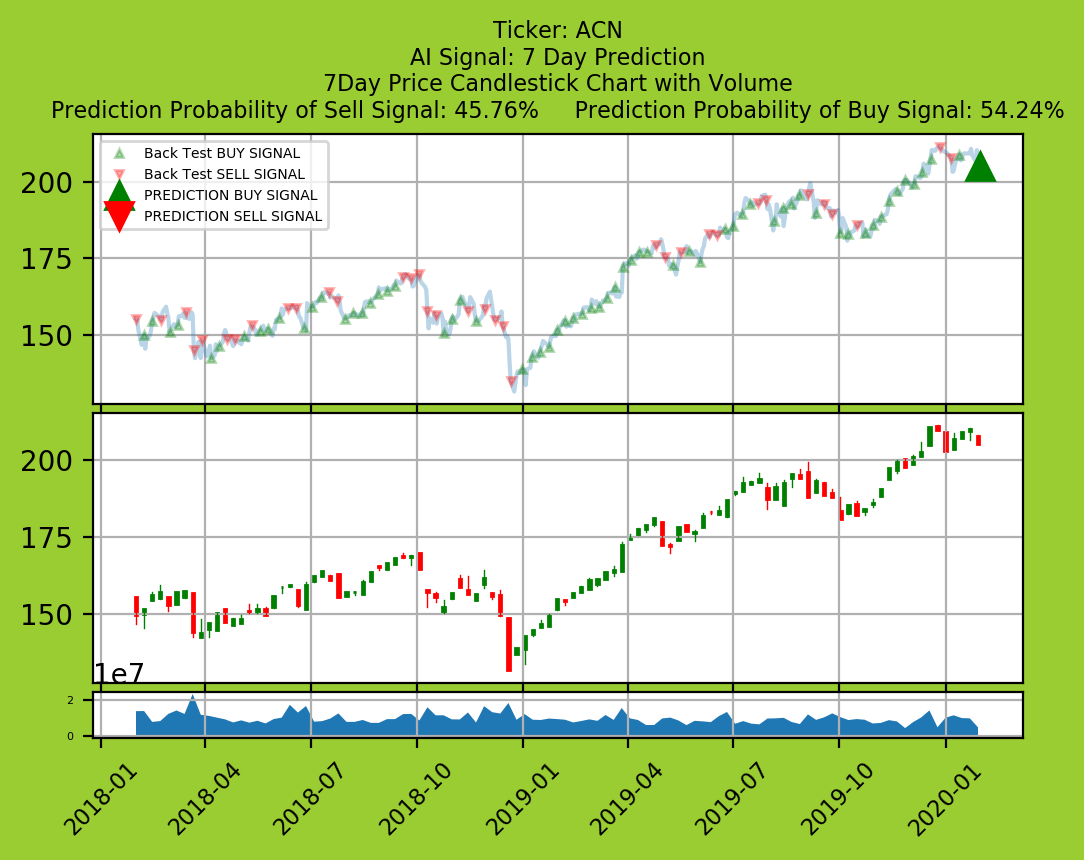 Ticker: ACN
AI Signal: 7 Day Prediction
7Day Price Candlestick Chart with Volume
Prediction Probability of Sell Signal: 45.76%     Prediction Probability of Buy Signal: 54.24%
Back Test BUY SIGNAL
Back Test SELL SIGNAL
PREDICTION BUY SIGNAL
PREDICTION SELL SIGNAL
200
175
150
200
175
150
1e7
2
0
2018-01
2018-04
2018-07
2018-10
2019-01
2019-04
2019-07
2019-10
2020-01